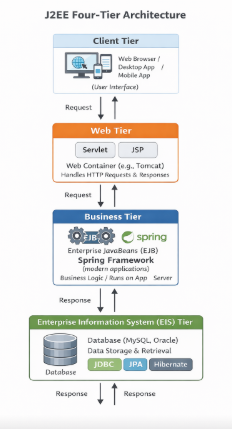 J2EE Four-Tier Architecture
Client Tier
Web Browser /
Desktop App /
Mobile App
(User Interface)
Request
Web Tier
Servlet JSP
Web Container (e.g., Tomcat)
Handles HTTP Requests & Responses
Request
Business Tier
EJB spring
Enterprise JavaBeans (EJB)
Spring Framework
(modern applications)
Business Logic / Runs on App Server
Response
Enterprise Information System (EIS) Tier
Database (MySQL, Oracle)
Data Storage & Retrieval
Database JDBC JPA Hibernate
Response Response